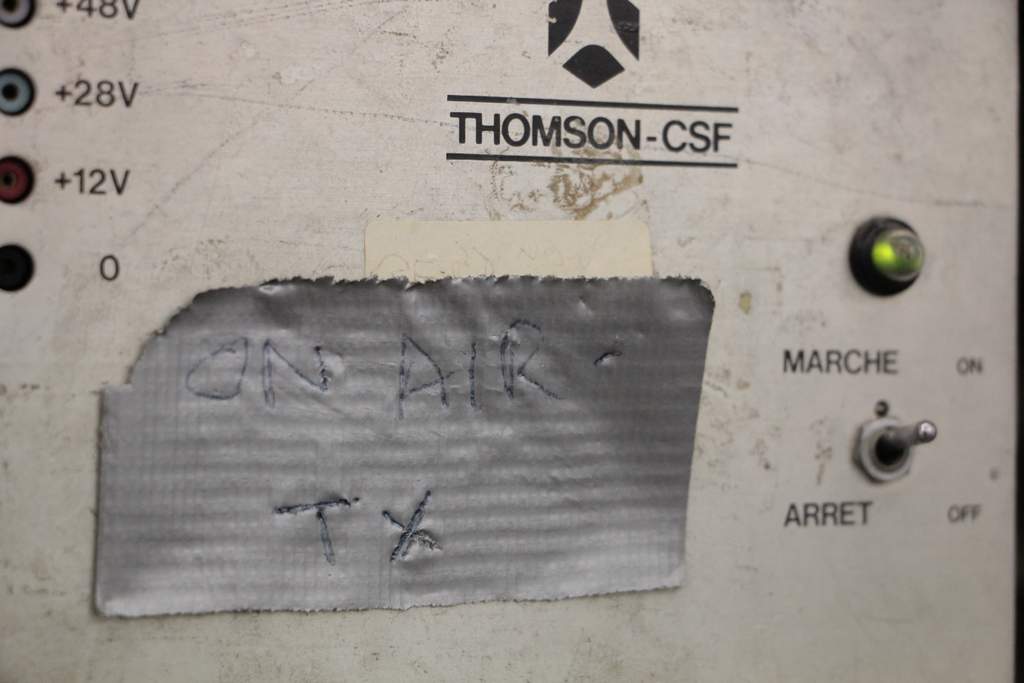 +48V
+28V
+12V
0
THOMSON-CSF
MARCHE ON
ARRET OFF
ON AIR
TX